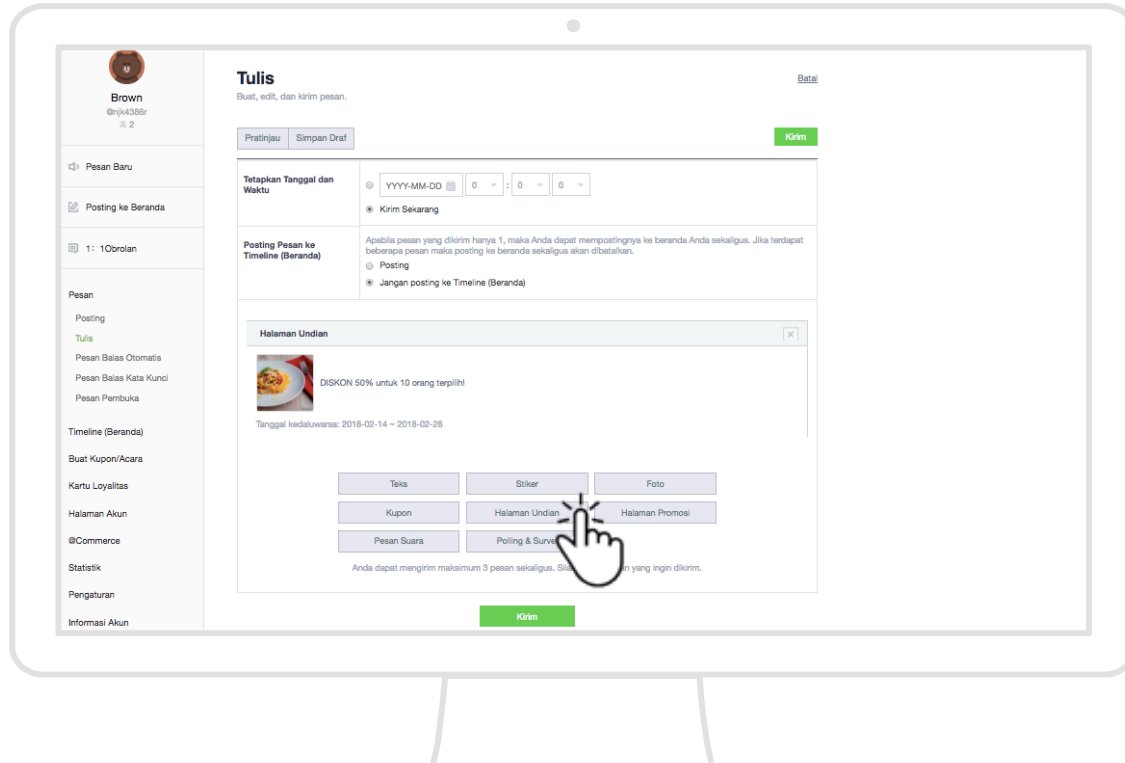 Brown
@njk4386r
2
Pesan Baru
Posting ke Beranda
1: 1Obrolan
Pesan
Posting
Tulis
Pesan Balas Otomatis
Pesan Balas Kata Kunci
Pesan Pembuka
Timeline (Beranda)
Buat Kupon/Acara
Kartu Loyalitas
Halaman Akun
@Commerce
Statistik
Pengaturan
Informasi Akun
Tulis
Batal
Buat, edit, dan kirim pesan.
Pratinjau Simpan Draf
Kirim
Tetapkan Tanggal dan
Waktu
YYYY-MM-DD 0 : 0 0
Kirim Sekarang
Posting Pesan ke
Timeline (Beranda)
Apabila pesan yang dikirim hanya 1, maka Anda dapat mempostingnya ke beranda Anda sekaligus. Jika terdapat
beberapa pesan maka posting ke beranda sekaligus akan dibatalkan.
Posting
Jangan posting ke Timeline (Beranda)
Halaman Undian
DISKON 50% untuk 10 orang terpilih!
Tanggal kedaluwarsa: 2018-02-14 ~ 2018-02-28
Teks Stiker Foto
Kupon Halaman Undian Halaman Promosi
Pesan Suara Polling &
Anda dapat mengirim maksimum 3 pesan sekaligus. yang ingin dikirim.
Kirim